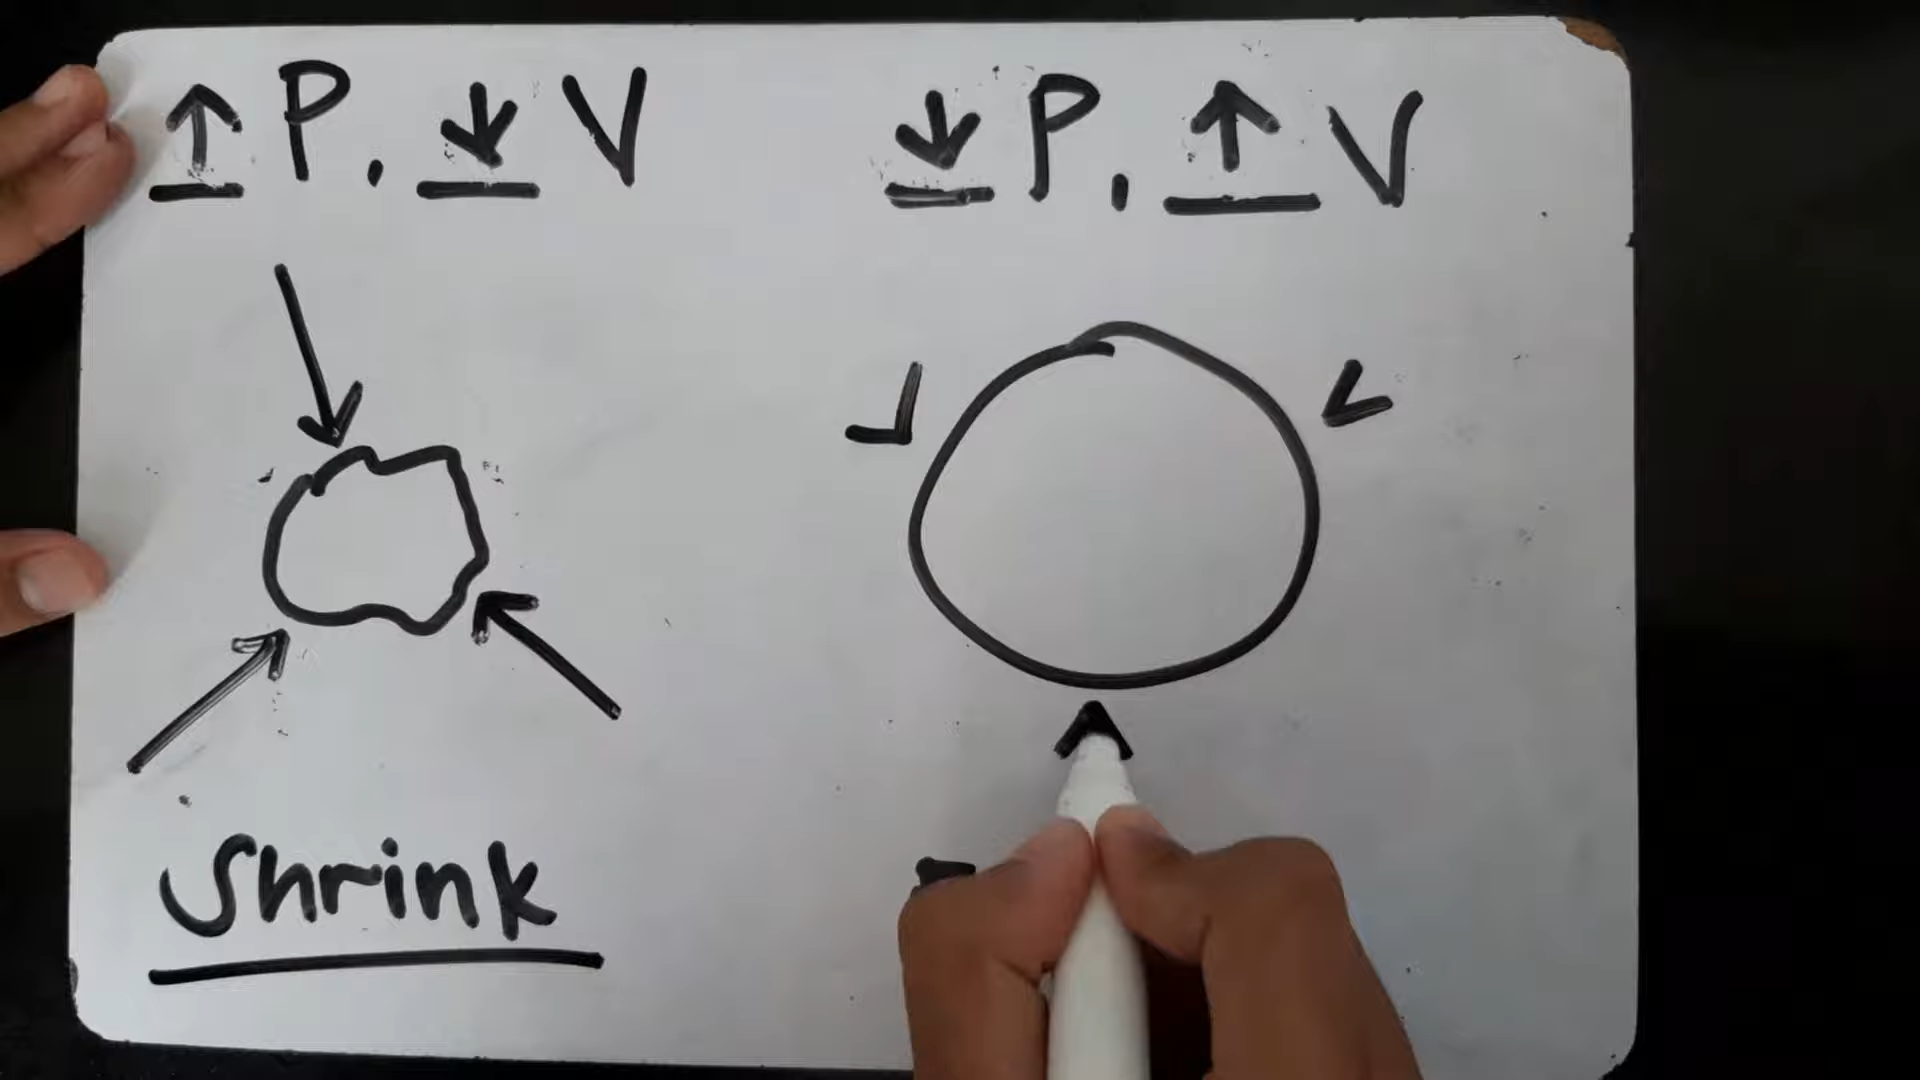 ↑ P, ↓ V
↓ P, ↑ V
Shrink